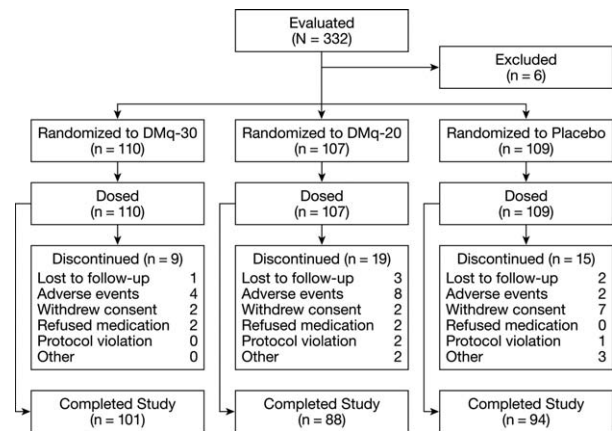 Evaluated
(N = 332)
Excluded
(n = 6)
Randomized to DMq-30
(n = 110)
Randomized to DMq-20
(n = 107)
Randomized to Placebo
(n = 109)
Dosed
(n = 110)
Dosed
(n = 107)
Dosed
(n = 109)
Discontinued (n = 9)
Lost to follow-up 1
Adverse events 4
Withdrew consent 2
Refused medication 2
Protocol violation 0
Other 0
Discontinued (n = 19)
Lost to follow-up 3
Adverse events 8
Withdrew consent 2
Refused medication 2
Protocol violation 2
Other 2
Discontinued (n = 15)
Lost to follow-up 2
Adverse events 2
Withdrew consent 7
Refused medication 0
Protocol violation 1
Other 3
Completed Study
(n = 101)
Completed Study
(n = 88)
Completed Study
(n = 94)